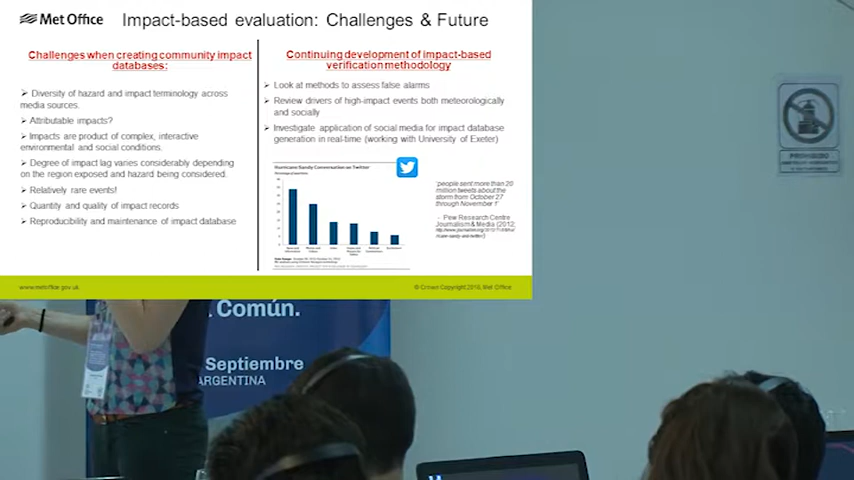 Met Office
Impact-based evaluation: Challenges & Future
Challenges when creating community impact
databases:
Diversity of hazard and impact terminology across
media sources.
Attributable impacts?
Impacts are product of complex, interactive
environmental and social conditions.
Degree of impact lag varies considerably depending
on the region exposed and hazard being considered.
Relatively rare events!
Quantity and quality of impact records
Reproducibility and maintenance of impact database
Continuing development of impact-based
verification methodology
Look at methods to assess false alarms
Review drivers of high-impact events both meteorologically
and socially
Investigate application of social media for impact database
generation in real-time (working with University of Exeter)
Hurricane Sandy Conversation on Twitter
'people sent more than 20
million tweets about the
storm from October 27
through November 1'
- Pew Research Centre
Journalism& Media (2012;
www.metoffice.gov.uk
© Crown Copyright 2016, Met Office
Común.
Septiembre
ARGENTINA
PROHIBIDO